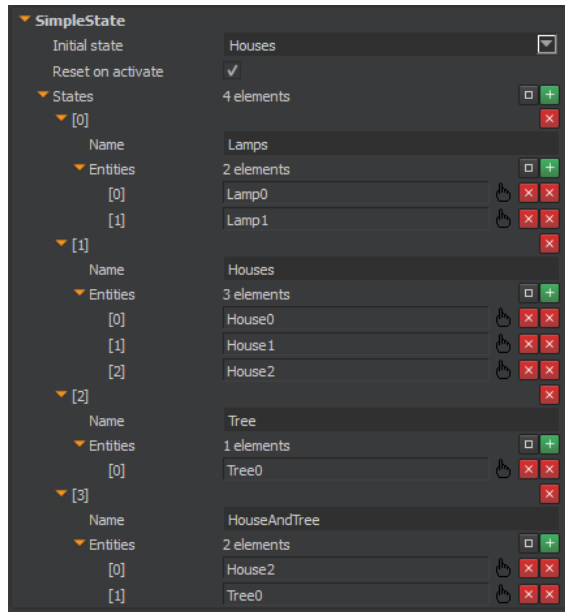 SimpleState
Initial state Houses
Reset on activate
States 4 elements
[0]
Name Lamps
Entities 2 elements
[0] Lamp0
[1] Lamp1
[1]
Name Houses
Entities 3 elements
[0] House0
[1] House1
[2] House2
[2]
Name Tree
Entities 1 elements
[0] Tree0
[3]
Name HouseAndTree
Entities 2 elements
[0] House2
[1] Tree0